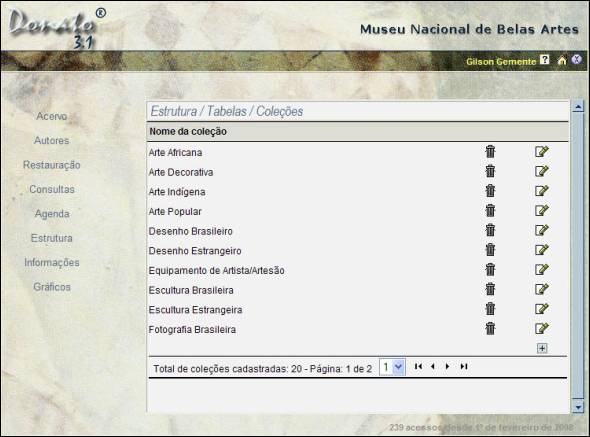 Donato ®
3.1
Museu Nacional de Belas Artes
Gilson Gemente ? X
Acervo
Autores
Restauração
Consultas
Agenda
Estrutura
Informações
Gráficos
Estrutura / Tabelas / Coleções
Nome da coleção
Arte Africana
Arte Decorativa
Arte Indígena
Arte Popular
Desenho Brasileiro
Desenho Estrangeiro
Equipamento de Artista/Artesão
Escultura Brasileira
Escultura Estrangeira
Fotografia Brasileira
Total de coleções cadastradas: 20 - Página: 1 de 2 1
239 acessos desde 1º de fevereiro de 2008